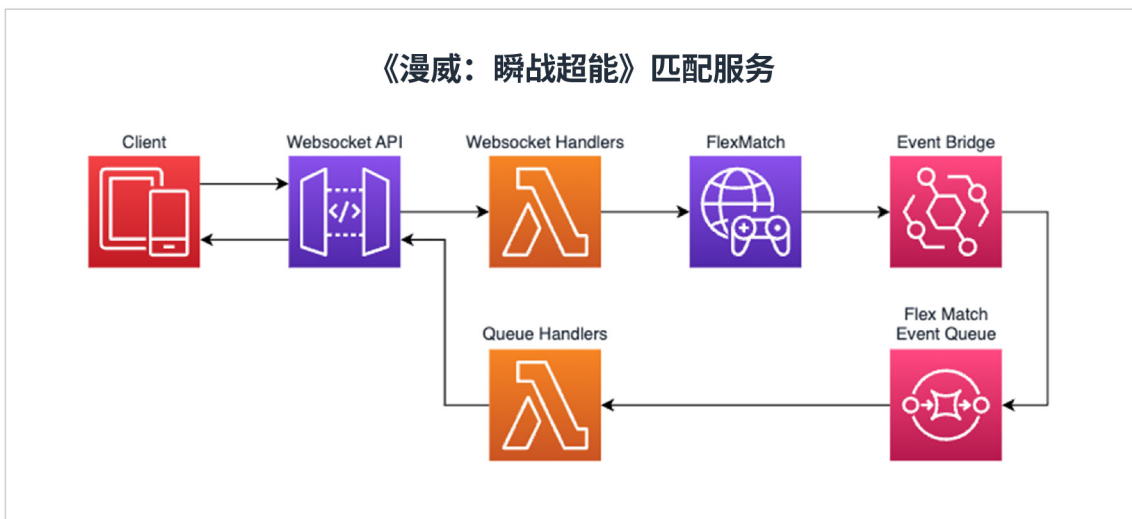 《漫威：瞬战超能》匹配服务
Client
Websocket API
Websocket Handlers
FlexMatch
Event Bridge
</>
Queue Handlers
Flex Match
Event Queue